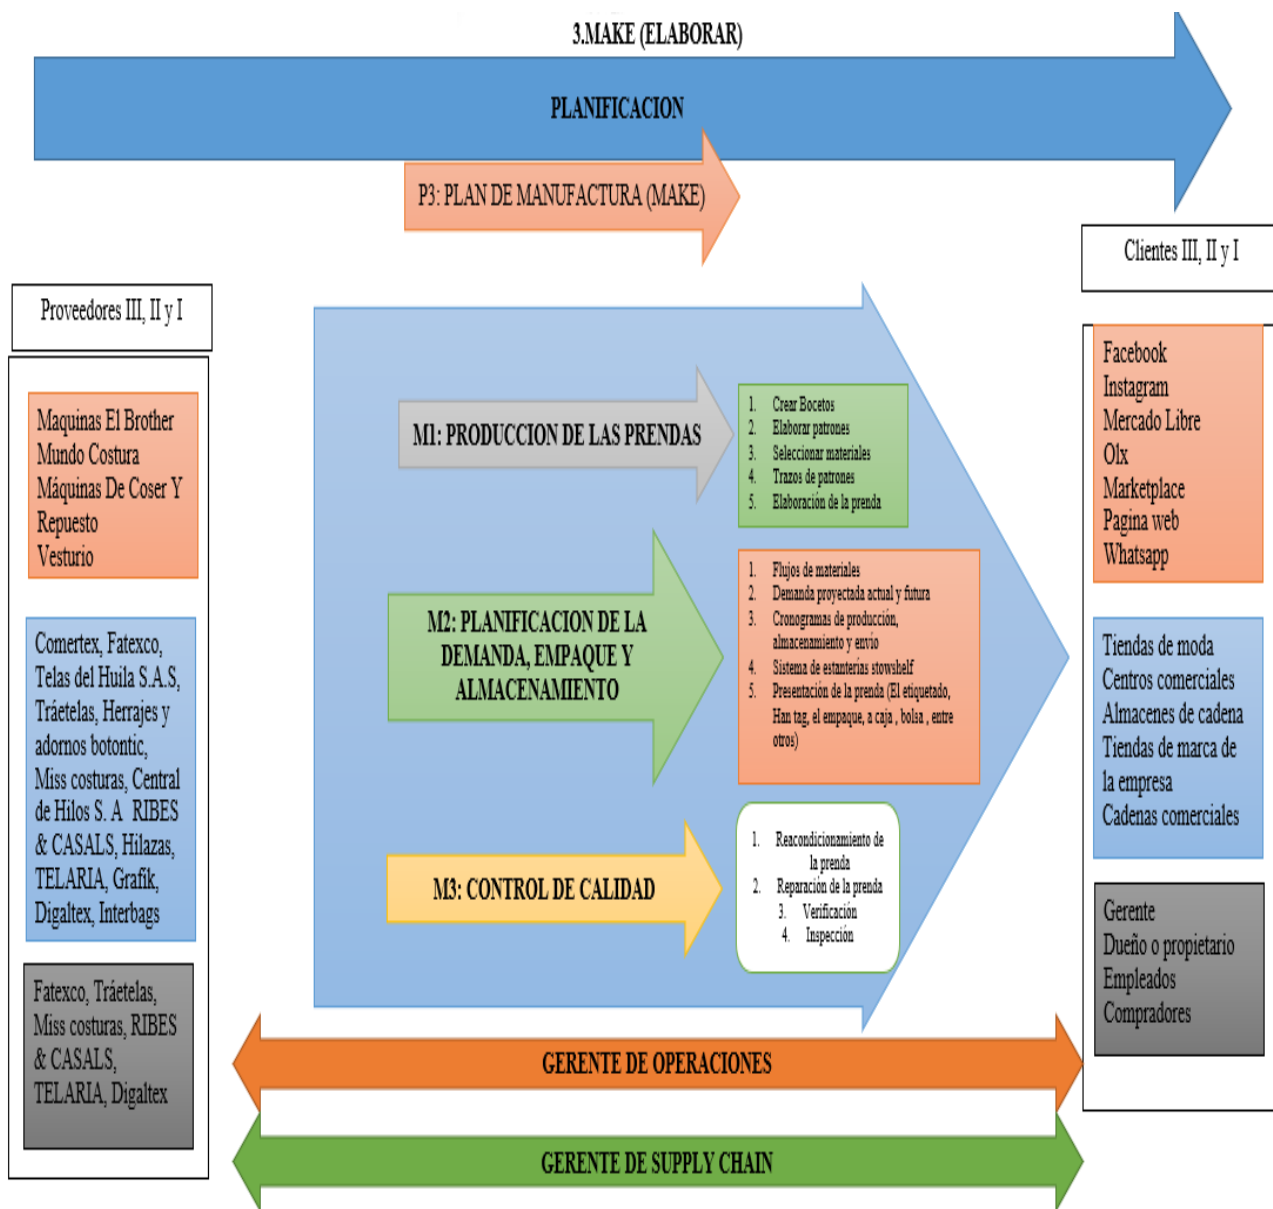 3.MAKE (ELABORAR)
PLANIFICACION
P3: PLAN DE MANUFACTURA (MAKE)
Proveedores III, II y I
Maquinas El Brother
Mundo Costura
Máquinas De Coser Y
Repuesto
Vesturio
Comertex, Fatexco,
Telas del Huila S.A.S,
Tráetelas, Herrajes y
adornos botontic,
Miss costuras, Central
de Hilos S. A  RIBES
& CASALS, Hilazas,
TELARIA, Grafik,
Digaltex, Interbags
Fatexco, Tráetelas,
Miss costuras, RIBES
& CASALS,
TELARIA, Digaltex
M1: PRODUCCION DE LAS PRENDAS
1. Crear Bocetos
2. Elaborar patrones
3. Seleccionar materiales
4. Trazos de patrones
5. Elaboración de la prenda
M2: PLANIFICACION DE LA
DEMANDA, EMPAQUE Y
ALMACENAMIENTO
1. Flujos de materiales
2. Demanda proyectada actual y futura
3. Cronogramas de producción,
almacenamiento y envío
4. Sistema de estanterías stowshelf
5. Presentación de la prenda (El etiquetado,
Han tag, el empaque, a caja , bolsa , entre
otros)
M3: CONTROL DE CALIDAD
1. Reacondicionamiento de
la prenda
2. Reparación de la prenda
3. Verificación
4. Inspección
Clientes III, II y I
Facebook
Instagram
Mercado Libre
Olx
Marketplace
Pagina web
Whatsapp
Tiendas de moda
Centros comerciales
Almacenes de cadena
Tiendas de marca de
la empresa
Cadenas comerciales
Gerente
Dueño o propietario
Empleados
Compradores
GERENTE DE OPERACIONES
GERENTE DE SUPPLY CHAIN